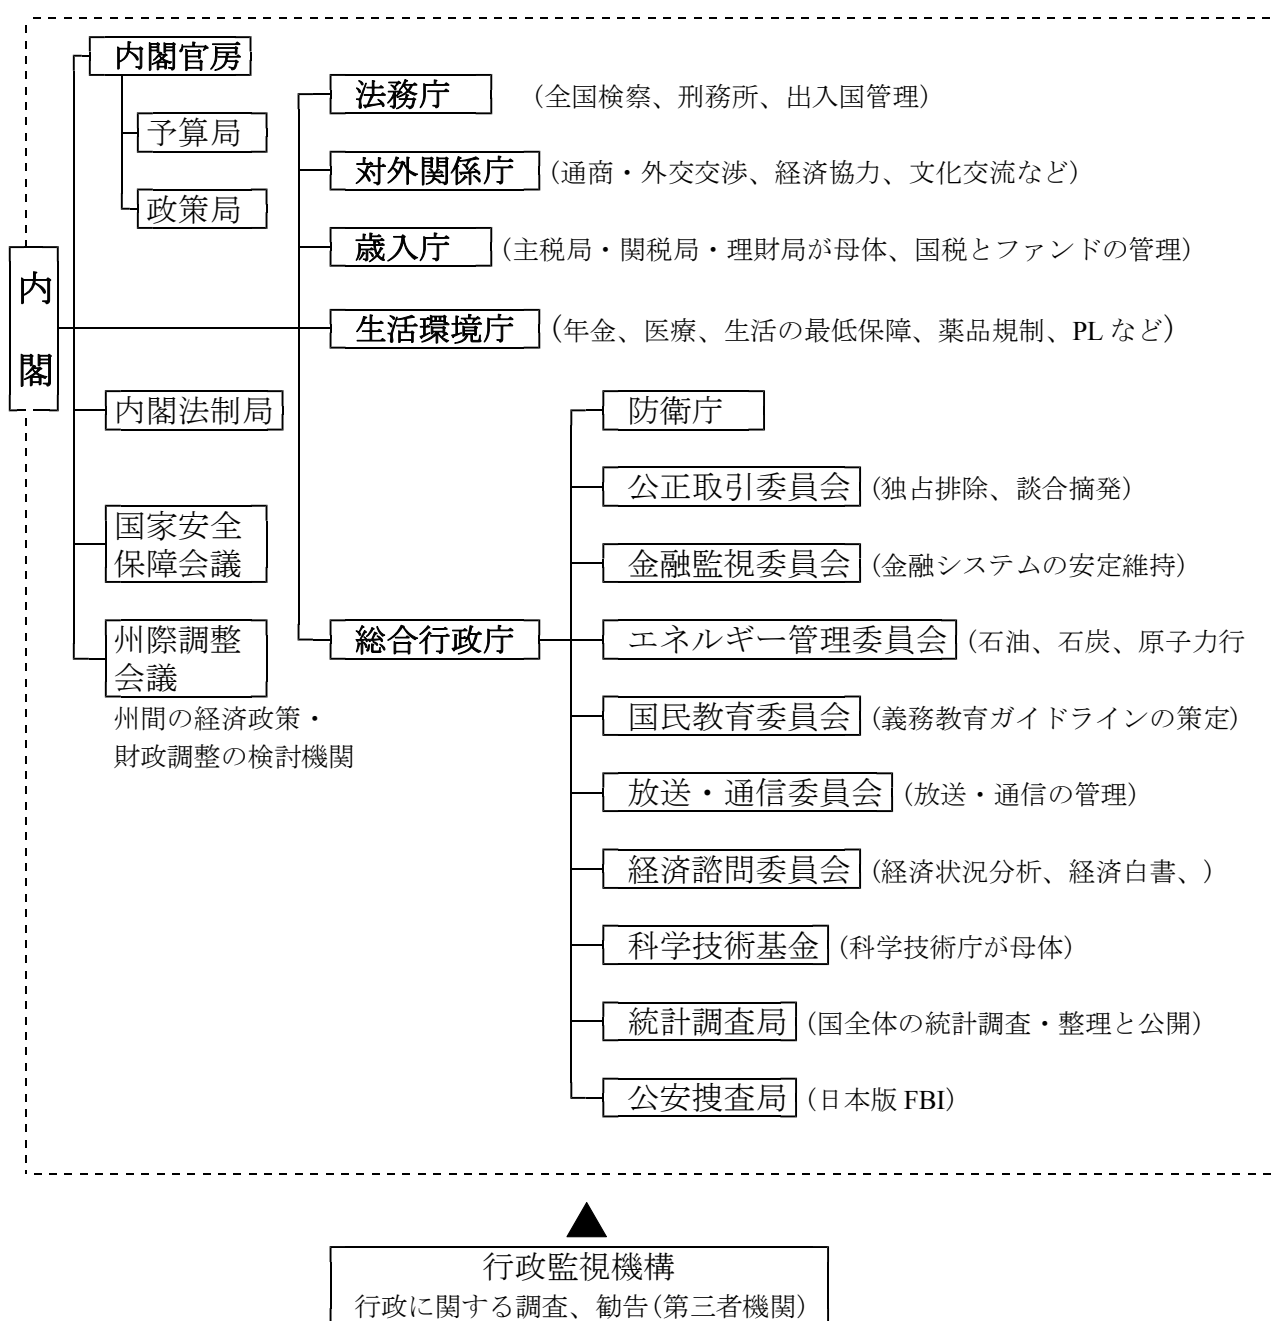 内閣
内閣官房
予算局
政策局
内閣法制局
国家安全
保障会議
州際調整
会議
州間の経済政策・
財政調整の検討機関
法務庁 (全国検察、刑務所、出入国管理)
対外関係庁 (通商・外交交渉、経済協力、文化交流など)
歳入庁 (主税局・関税局・理財局が母体、国税とファンドの管理)
生活環境庁 (年金、医療、生活の最低保障、薬品規制、PL など)
総合行政庁
防衛庁
公正取引委員会 (独占排除、談合摘発)
金融監視委員会 (金融システムの安定維持)
エネルギー管理委員会 (石油、石炭、原子力行
国民教育委員会 (義務教育ガイドラインの策定)
放送・通信委員会 (放送・通信の管理)
経済諮問委員会 (経済状況分析、経済白書、)
科学技術基金 (科学技術庁が母体)
統計調査局 (国全体の統計調査・整理と公開)
公安捜査局 (日本版 FBI)
行政監視機構
行政に関する調査、勧告(第三者機関)